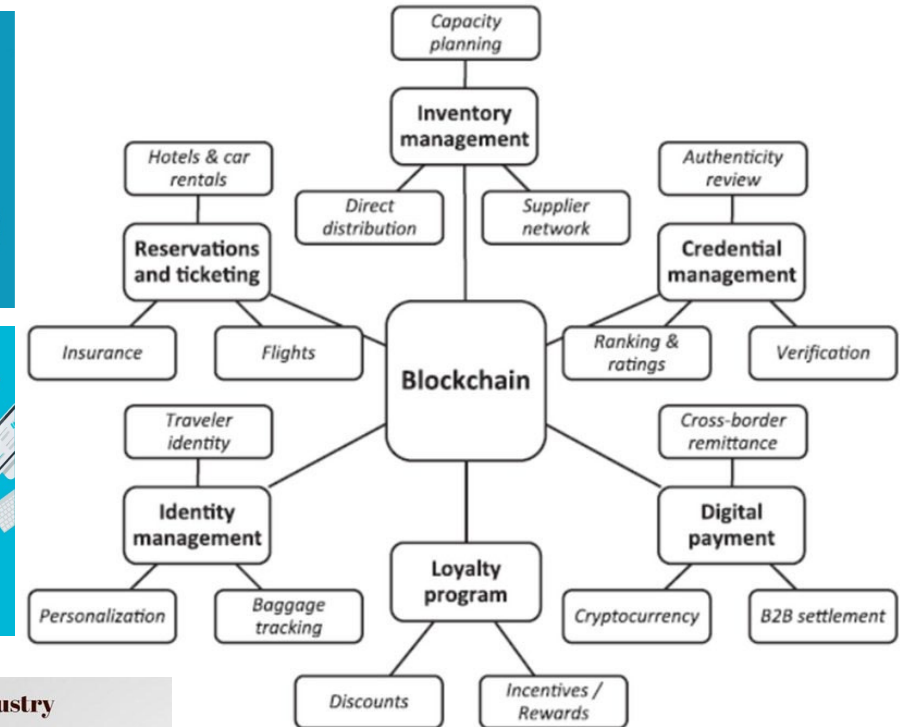 Capacity
planning
Inventory
management
Direct
distribution
Supplier
network
Hotels & car
rentals
Reservations
and ticketing
Insurance
Flights
Authenticity
review
Credential
management
Ranking &
ratings
Verification
Blockchain
Traveler
identity
Identity
management
Personalization
Baggage
tracking
Cross-border
remittance
Digital
payment
Cryptocurrency
B2B settlement
Loyalty
program
Discounts
Incentives /
Rewards